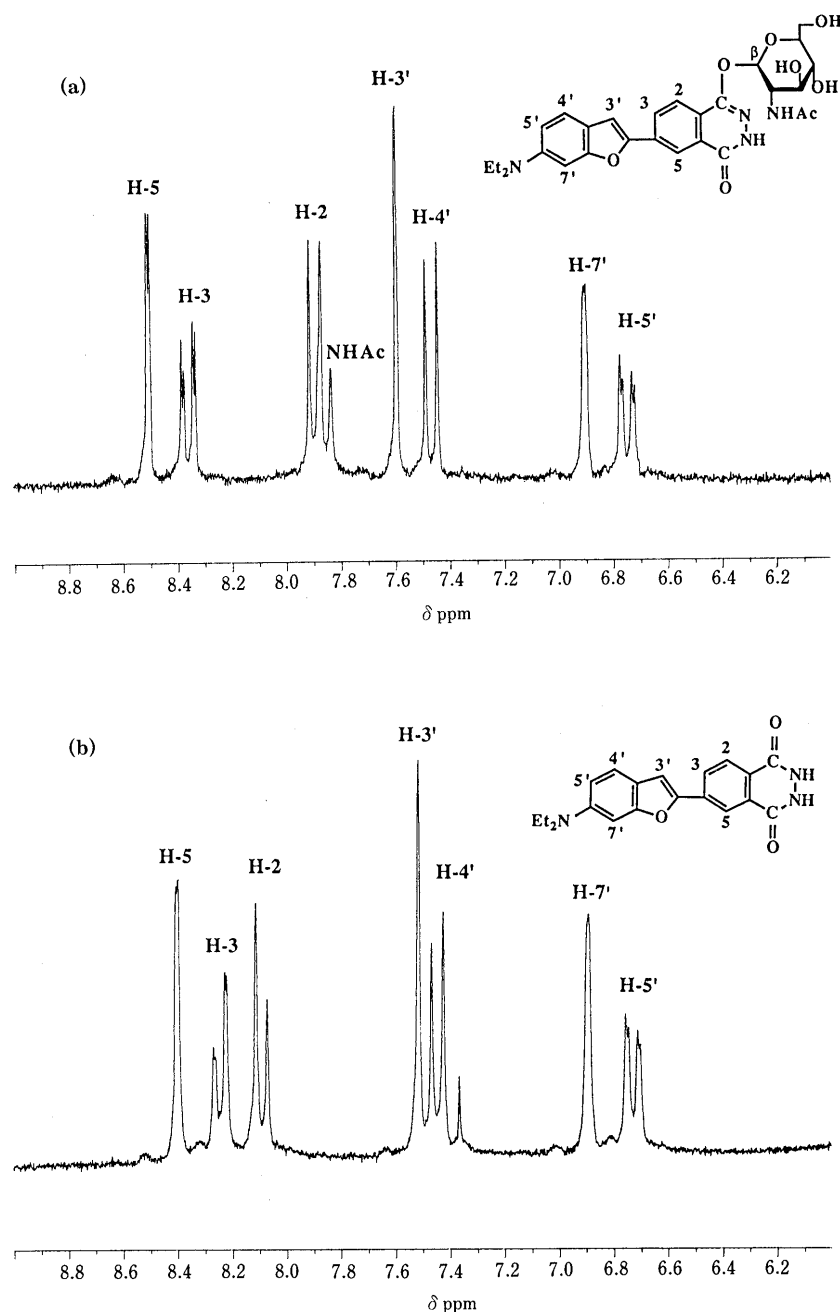 (a)
H-5
H-3
H-2
NHAc
H-3'
H-4'
H-7'
H-5'
OH
β
O
HO
OH
O
NHAc
4'
3'
3
2
5'
N
NH
Et₂N
7'
O
5
C
C
O
8.8 8.6 8.4 8.2 8.0 7.8 7.6 7.4 7.2 7.0 6.8 6.6 6.4 6.2
δ ppm
(b)
H-5
H-3
H-2
H-3'
H-4'
H-7'
H-5'
O
4'
3'
3
2
C
5'
NH
NH
Et₂N
7'
O
5
C
O
8.8 8.6 8.4 8.2 8.0 7.8 7.6 7.4 7.2 7.0 6.8 6.6 6.4 6.2
δ ppm